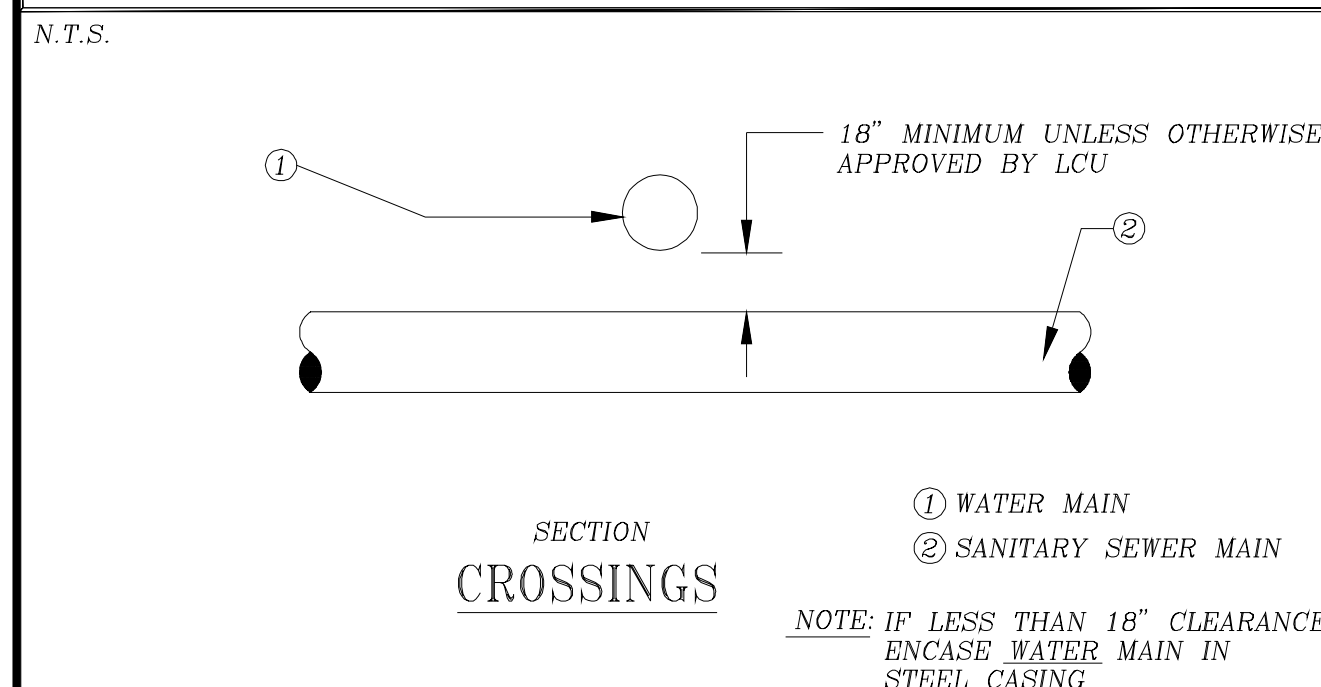 N.T.S.
18" MINIMUM UNLESS OTHERWISE
APPROVED BY LCU
1
2
1 WATER MAIN
2 SANITARY SEWER MAIN
SECTION
CROSSINGS
NOTE: IF LESS THAN 18" CLEARANCE
ENCASE WATER MAIN IN
STEEL CASING